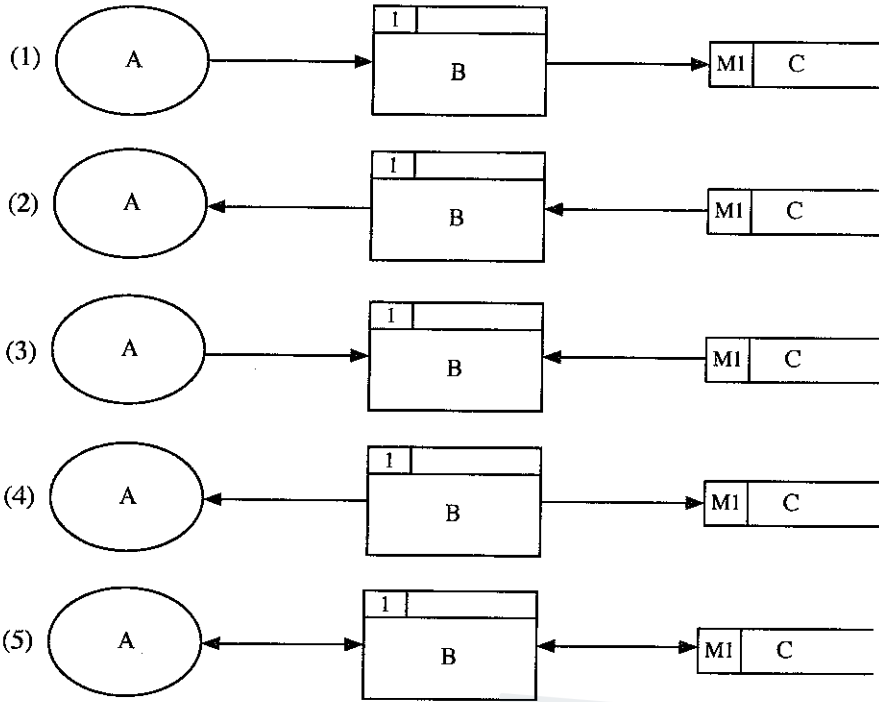 1
(1) A B M1 C
1
(2) A B M1 C
1
(3) A B M1 C
1
(4) A B M1 C
1
(5) A B M1 C